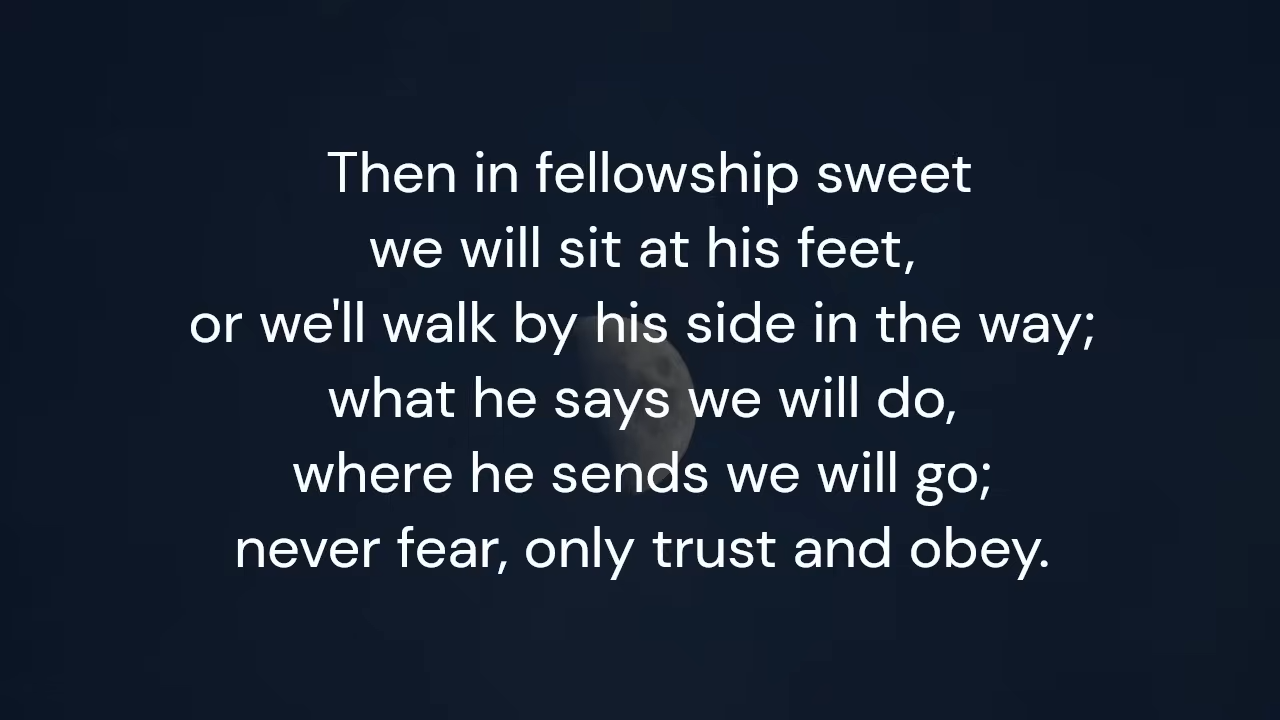 Then in fellowship sweet
we will sit at his feet,
or we'll walk by his side in the way;
what he says we will do,
where he sends we will go;
never fear, only trust and obey.